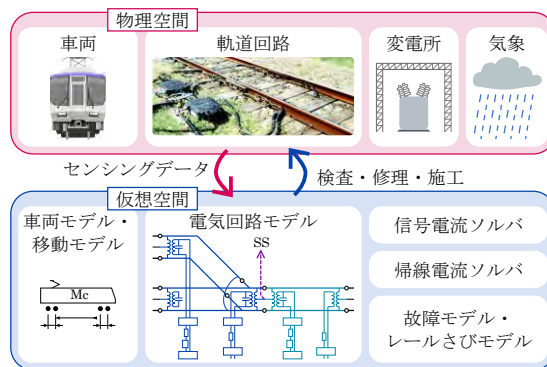 物理空間
車両
軌道回路
変電所
気象
センシングデータ
検査・修理・施工
仮想空間
車両モデル・
移動モデル
Mc
電気回路モデル
SS
信号電流ソルバ
帰線電流ソルバ
故障モデル・
レールさびモデル